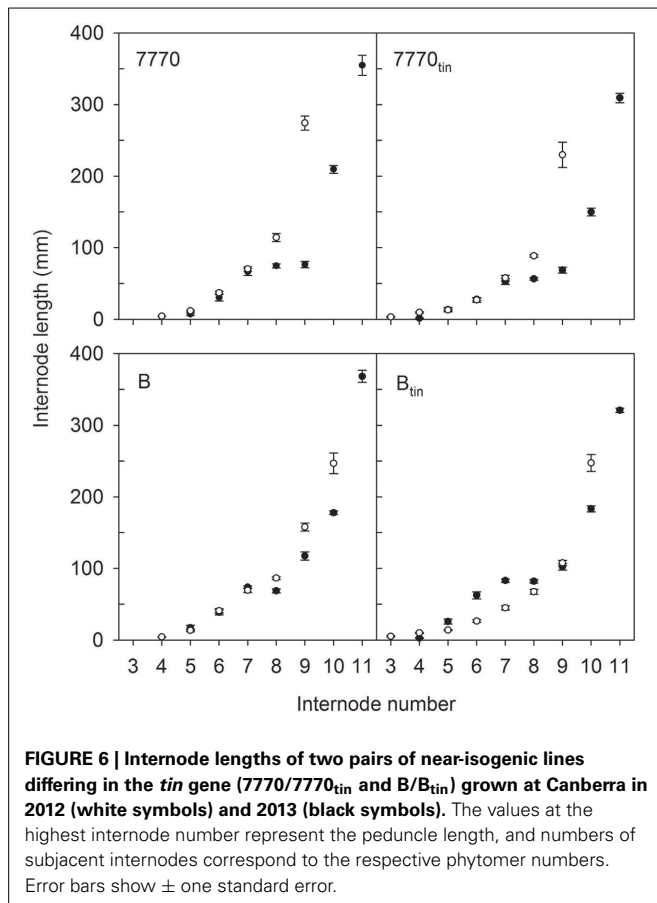 7770
7770tin
400
300
200
100
0
Internode length (mm)
B
Btin
400
300
200
100
0
3 4 5 6 7 8 9 10 11 3 4 5 6 7 8 9 10 11
Internode number
FIGURE 6 | Internode lengths of two pairs of near-isogenic lines
differing in the tin gene (7770/7770tin and B/Btin) grown at Canberra in
2012 (white symbols) and 2013 (black symbols). The values at the
highest internode number represent the peduncle length, and numbers of
subjacent internodes correspond to the respective phytomer numbers.
Error bars show ± one standard error.